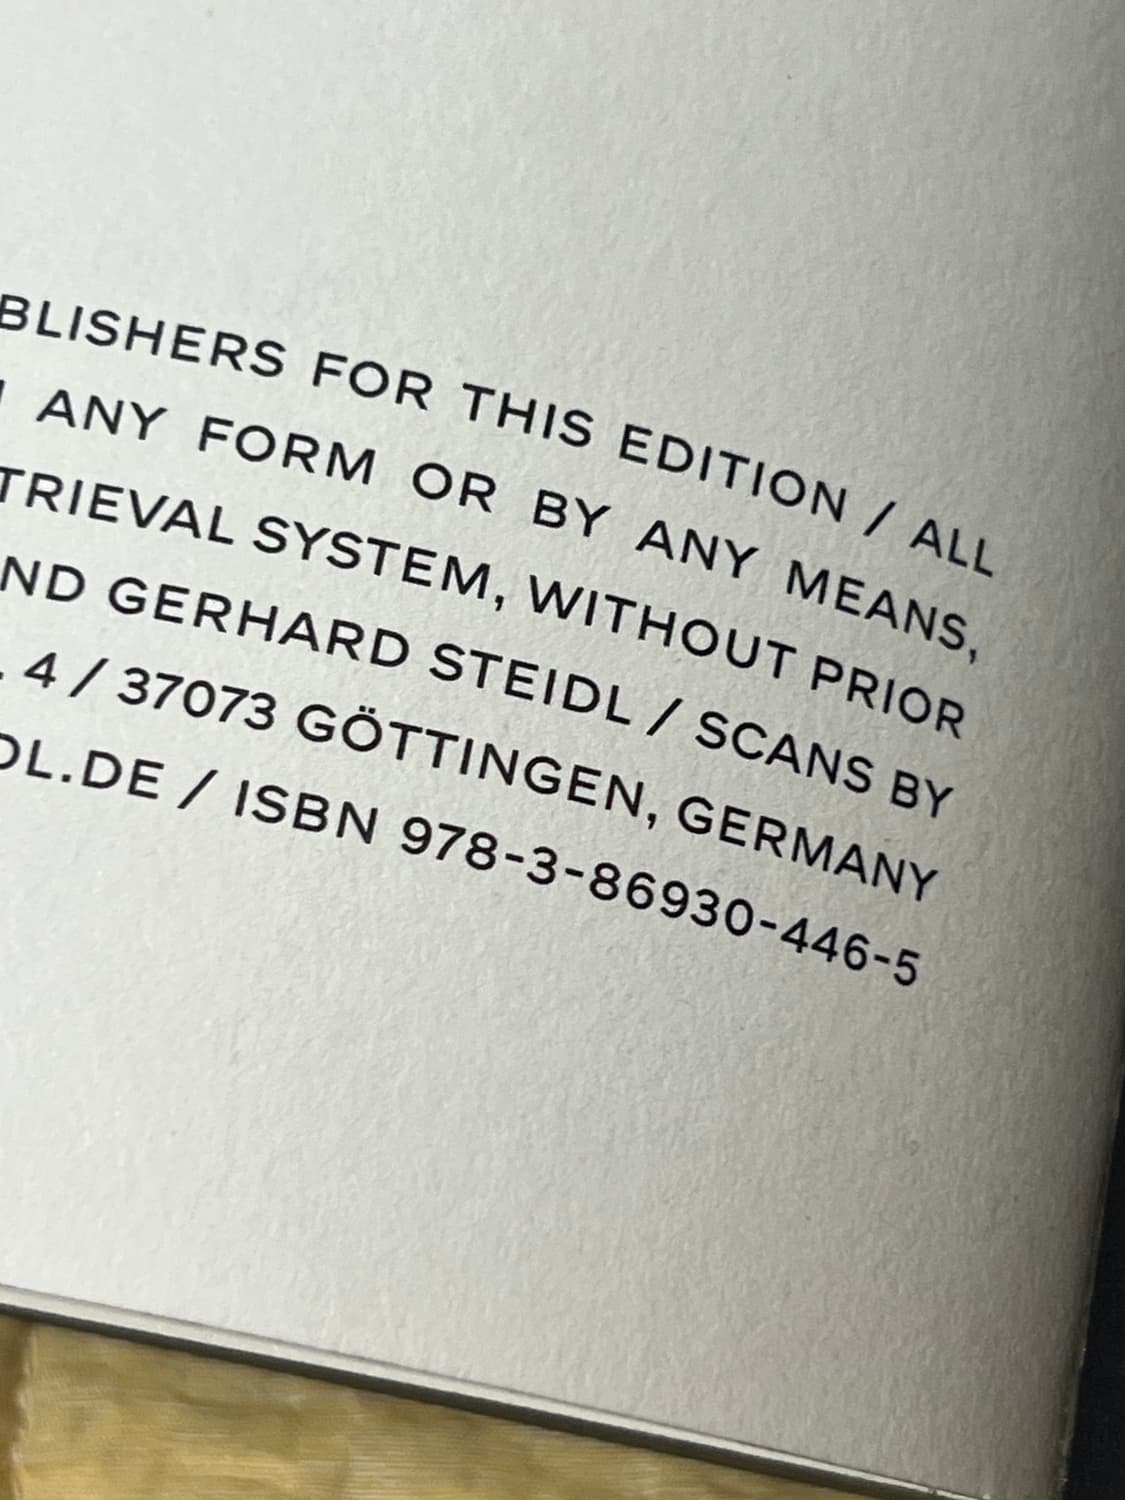 BLISHERS FOR THIS EDITION / ALL
ANY FORM OR BY ANY MEANS,
TRIEVAL SYSTEM, WITHOUT PRIOR
ND GERHARD STEIDL / SCANS BY
. 4 / 37073 GÖTTINGEN, GERMANY
DL.DE / ISBN 978-3-86930-446-5